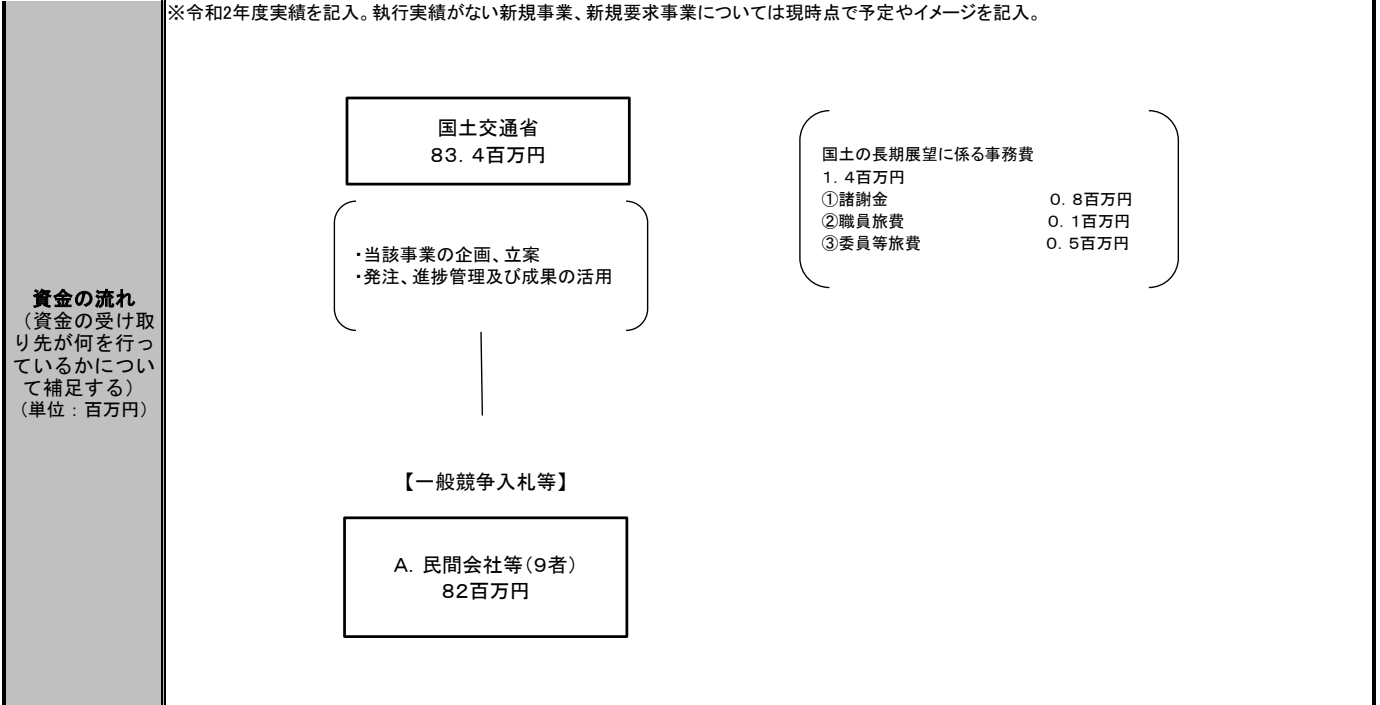 ※令和2年度実績を記入。執行実績がない新規事業、新規要求事業については現時点で予定やイメージを記入。
資金の流れ
（資金の受け取
り先が何を行っ
ているかについ
て補足する）
（単位：百万円）
国土交通省
８３．４百万円
・当該事業の企画、立案
・発注、進捗管理及び成果の活用
国土の長期展望に係る事務費
１．４百万円
①諸謝金　０．８百万円
②職員旅費　０．１百万円
③委員等旅費　０．５百万円
【一般競争入札等】
Ａ．民間会社等（９者）
８２百万円